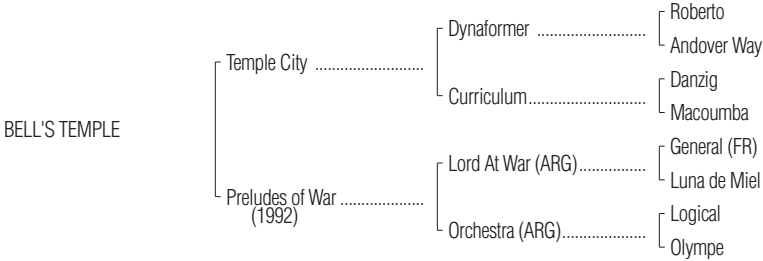 Roberto
Dynaformer ..........................
Andover Way
Temple City ..........................
Danzig
Curriculum............................
Macoumba
BELL'S TEMPLE
General (FR)
Lord At War (ARG)................
Luna de Miel
Preludes of War ....................
(1992)
Logical
Orchestra (ARG)....................
Olympe